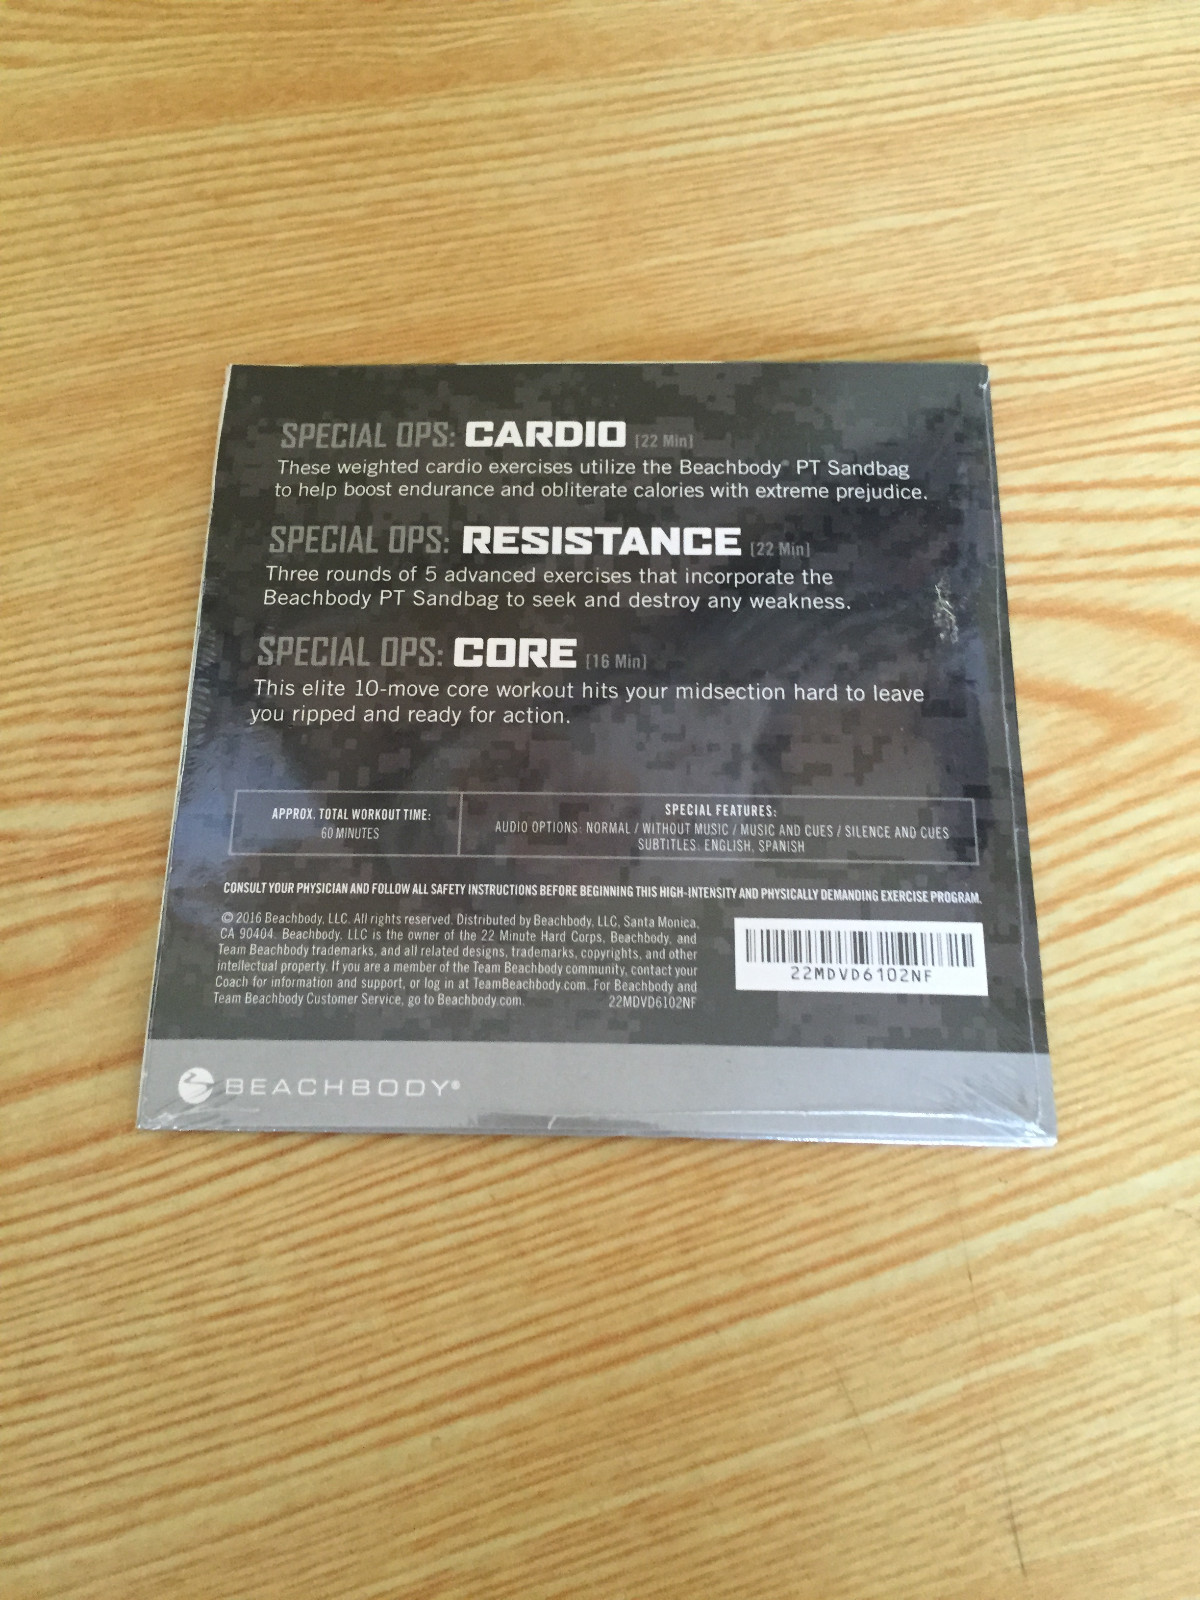 SPECIAL OPS: CARDIO [22 Min]
These weighted cardio exercises utilize the Beachbody® PT Sandbag
to help boost endurance and obliterate calories with extreme prejudice.
SPECIAL OPS: RESISTANCE [22 Min]
Three rounds of 5 advanced exercises that incorporate the
Beachbody PT Sandbag to seek and destroy any weakness.
SPECIAL OPS: CORE [16 Min]
This elite 10-move core workout hits your midsection hard to leave
you ripped and ready for action.
APPROX. TOTAL WORKOUT TIME:
60 MINUTES
SPECIAL FEATURES:
AUDIO OPTIONS: NORMAL / WITHOUT MUSIC / MUSIC AND CUES / SILENCE AND CUES
SUBTITLES: ENGLISH, SPANISH
CONSULT YOUR PHYSICIAN AND FOLLOW ALL SAFETY INSTRUCTIONS BEFORE BEGINNING THIS HIGH-INTENSITY AND PHYSICALLY DEMANDING EXERCISE PROGRAM.
© 2016 Beachbody, LLC. All rights reserved. Distributed by Beachbody, LLC, Santa Monica,
CA 90404. Beachbody, LLC is the owner of the 22 Minute Hard Corps, Beachbody, and
Team Beachbody trademarks, and all related designs, trademarks, copyrights, and other
intellectual property. If you are a member of the Team Beachbody community, contact your
Coach for information and support, or log in at TeamBeachbody.com. For Beachbody and
Team Beachbody Customer Service, go to Beachbody.com. 22MDVD6102NF
22MDVD6102NF
BEACHBODY®